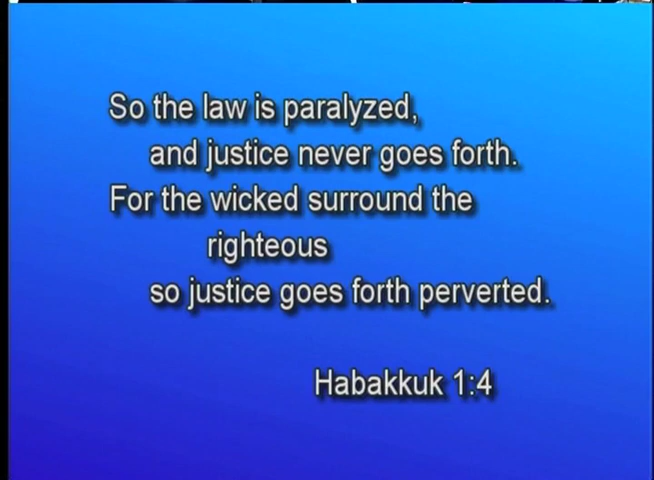 So the law is paralyzed,
and justice never goes forth.
For the wicked surround the
righteous
so justice goes forth perverted.
Habakkuk 1:4